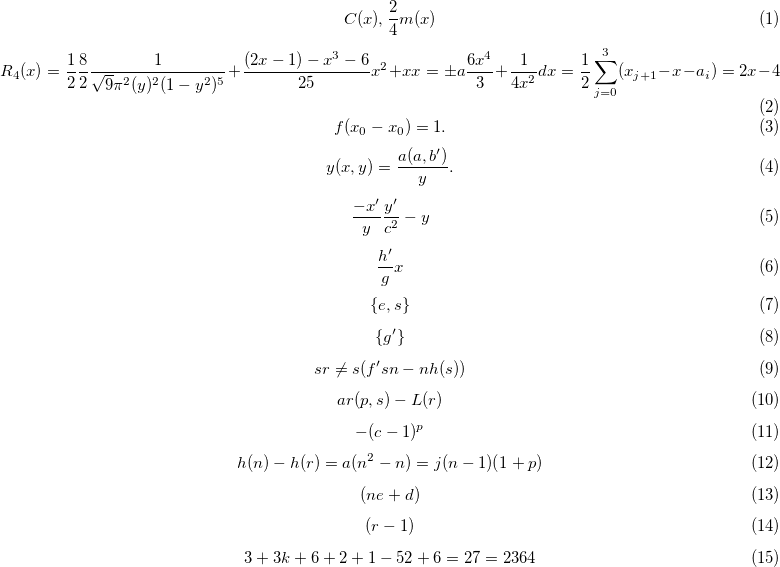 C(x), \frac{2}{4}m(x) (1)
R_4(x) = \frac{1}{2}\frac{8}{2}\frac{1}{\sqrt{9}\pi^2(y)^2(1-y^2)^5} + \frac{(2x-1)-x^3-6}{25}x^2 + xx = \pm a\frac{6x^4}{3} + \frac{1}{4x^2}dx = \frac{1}{2}\sum_{j=0}^{3}(x_{j+1} - x - a_i) = 2x - 4
(2)
f(x_0 - x_0) = 1. (3)
y(x, y) = \frac{a(a, b')}{y}. (4)
\frac{-x'}{y}\frac{y'}{c^2} - y (5)
\frac{h'}{g}x (6)
\{e, s\} (7)
\{g'\} (8)
sr \neq s(f'sn - nh(s)) (9)
ar(p, s) - L(r) (10)
-(c - 1)^p (11)
h(n) - h(r) = a(n^2 - n) = j(n - 1)(1 + p) (12)
(ne + d) (13)
(r - 1) (14)
3 + 3k + 6 + 2 + 1 - 52 + 6 = 27 = 2364 (15)